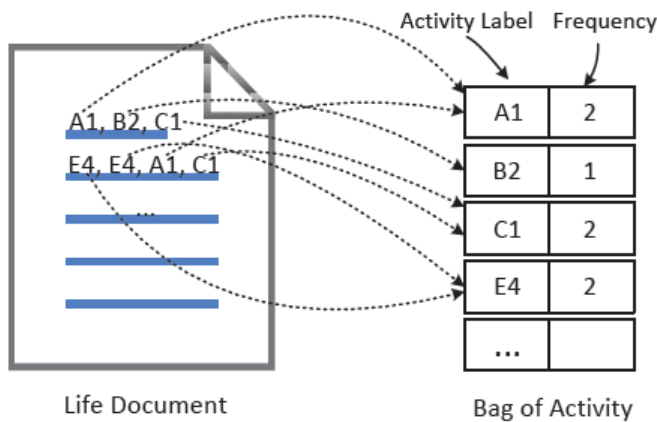 Activity Label Frequency
A1, B2, C1
E4, E4, A1, C1
...
A1 2
B2 1
C1 2
E4 2
...
Life Document
Bag of Activity